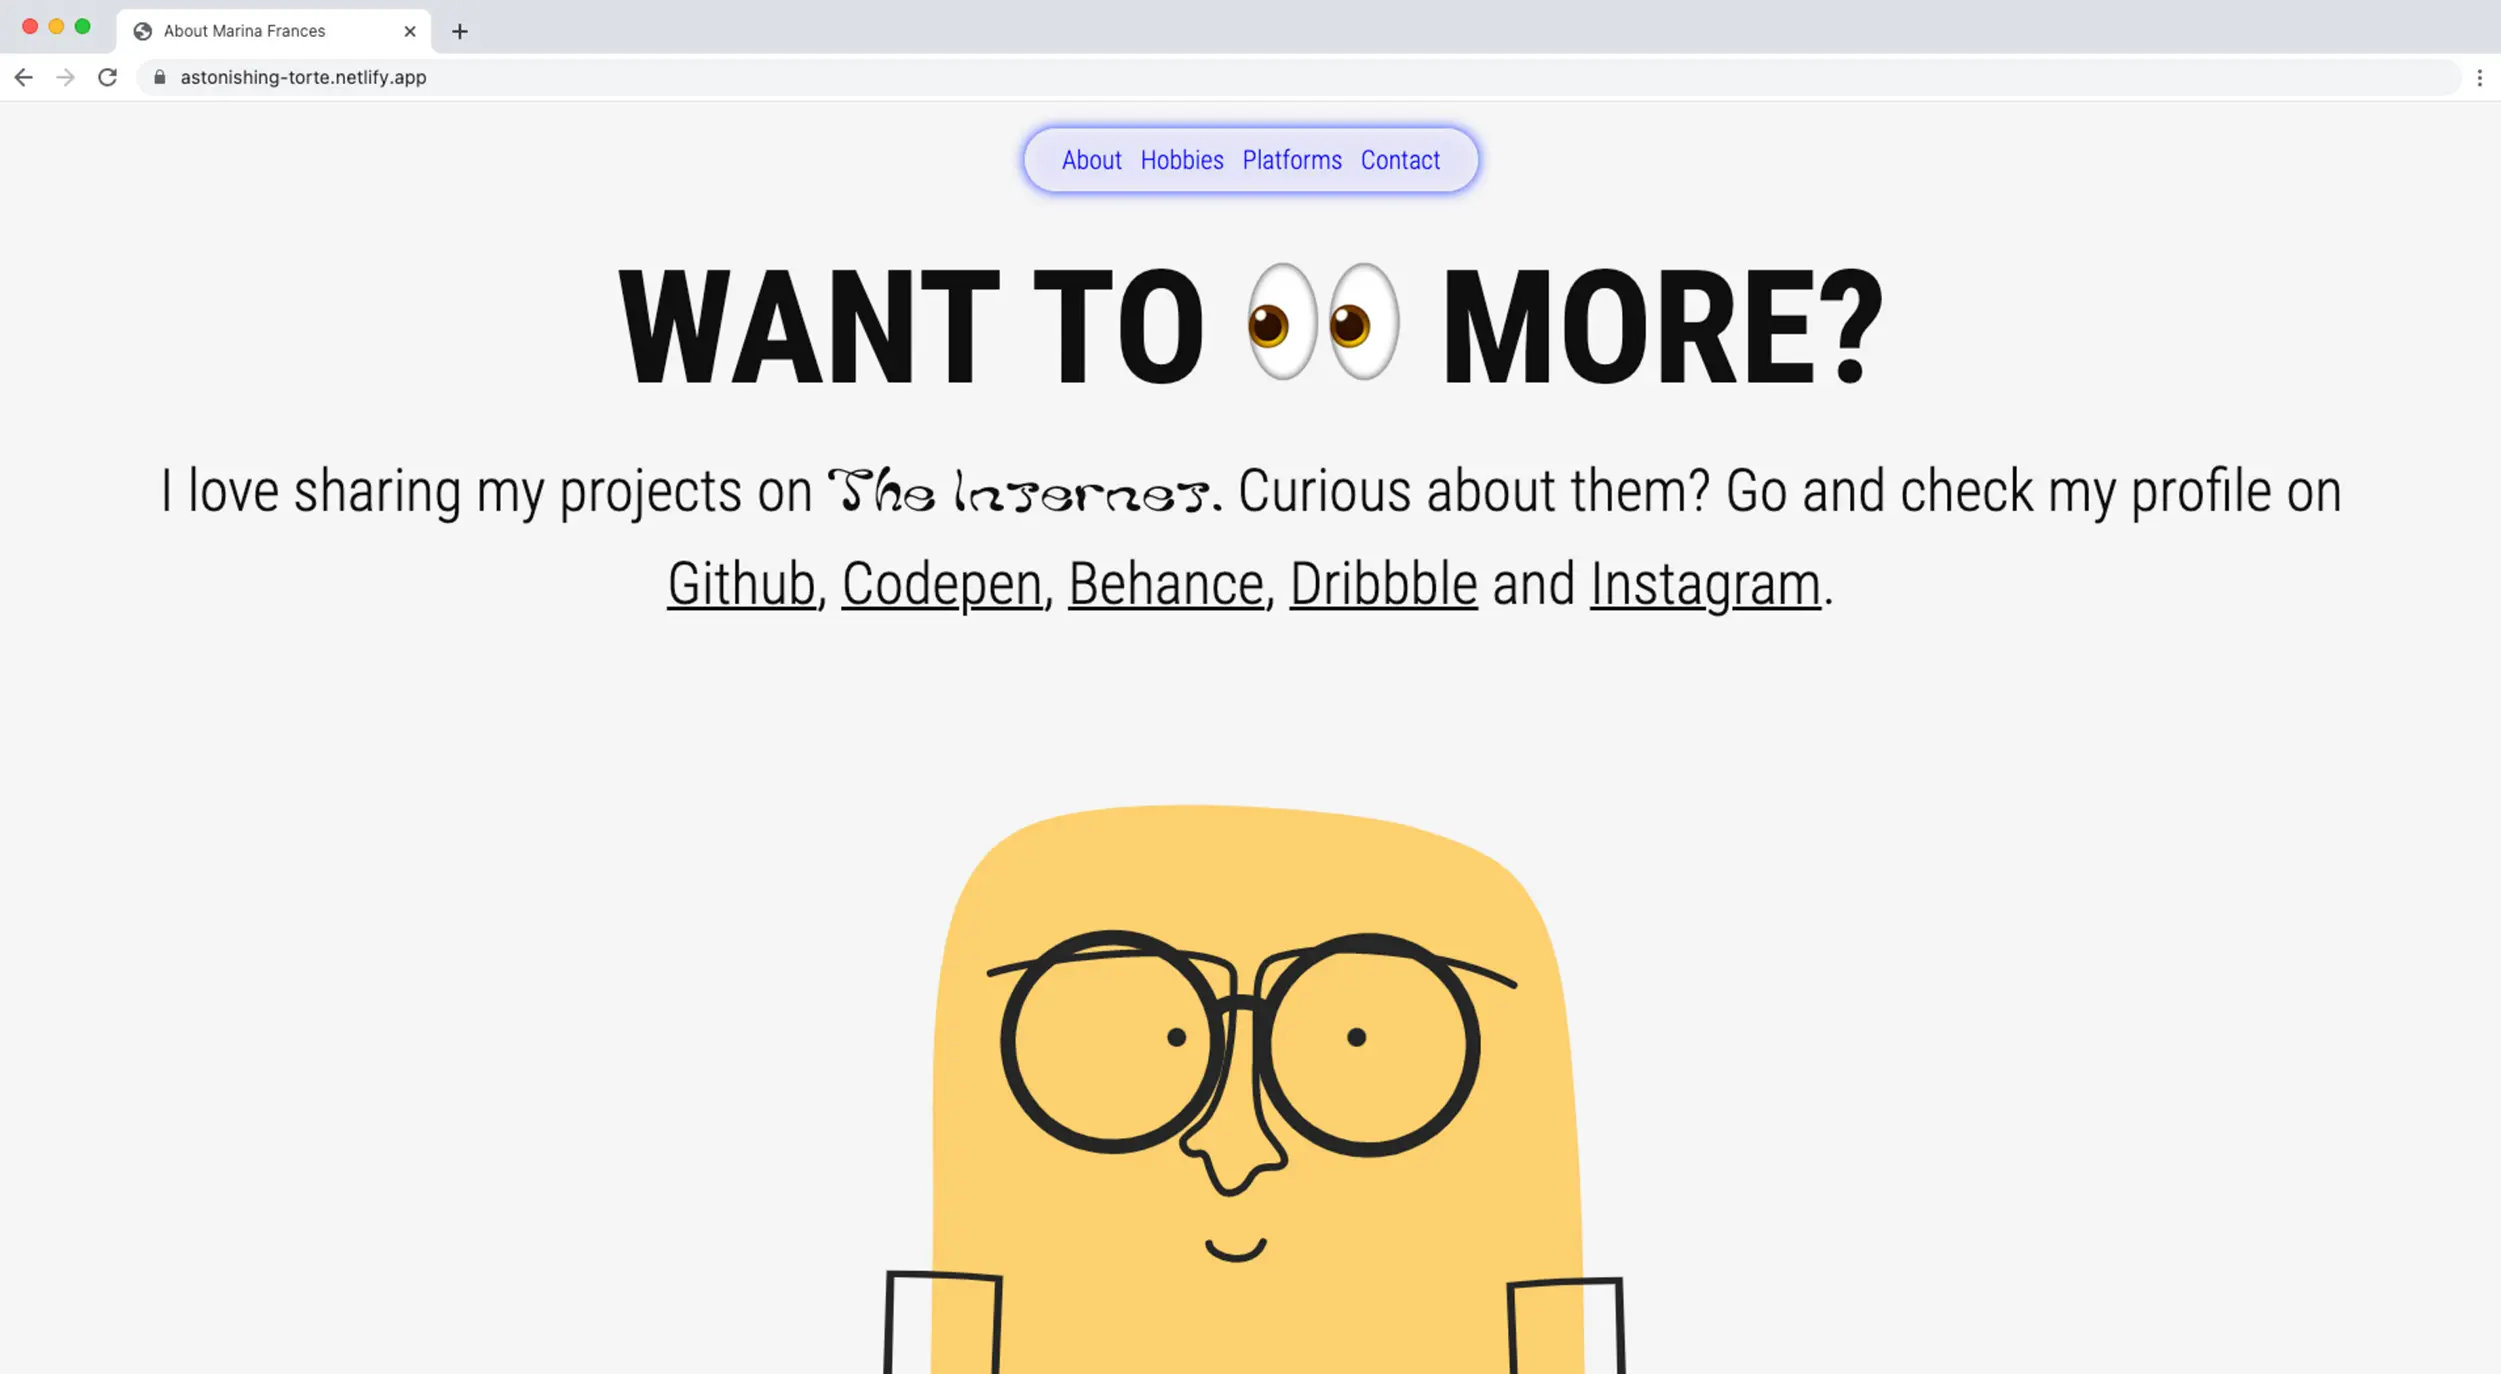 About Marina Frances
astonishing-torte.netlify.app
About Hobbies Platforms Contact
WANT TO 👀 MORE?
I love sharing my projects on The Internet. Curious about them? Go and check my profile on
Github, Codepen, Behance, Dribbble and Instagram.